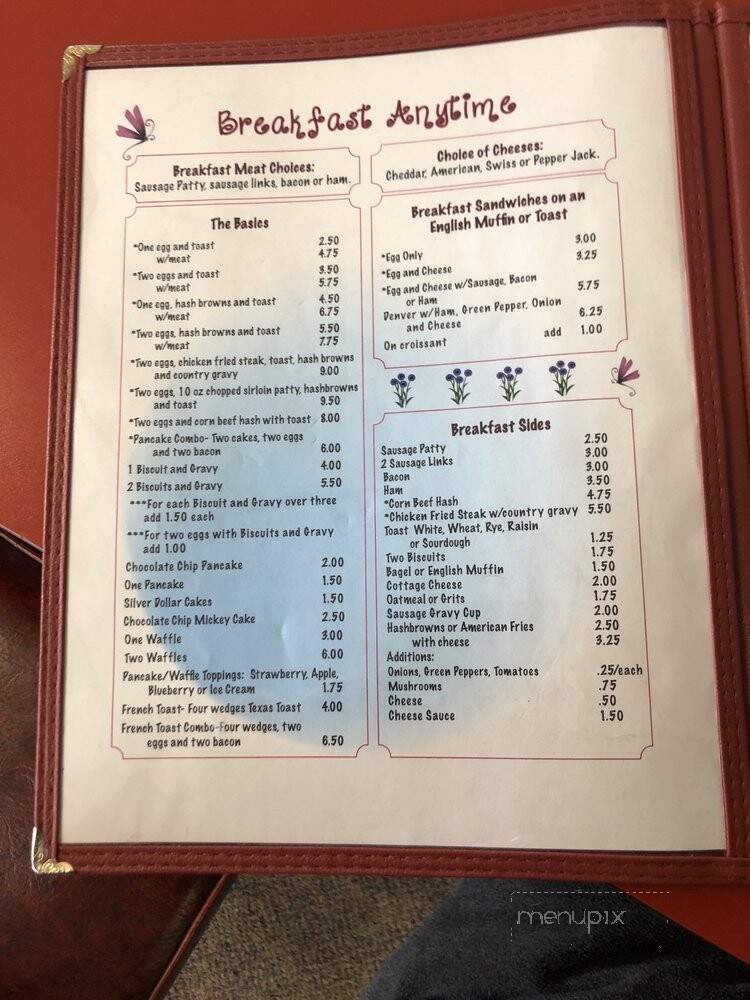 Breakfast Anytime
Breakfast Meat Choices:
Sausage Patty, sausage links, bacon or ham.
The Basics
*One egg and toast 2.50
w/meat 4.75
*Two eggs and toast 3.50
w/meat 5.75
*One egg, hash browns and toast 4.50
w/meat 6.75
*Two eggs, hash browns and toast 5.50
w/meat 7.75
*Two eggs, chicken fried steak, toast, hash browns
and country gravy 9.00
*Two eggs, 10 oz chopped sirloin patty, hashbrowns
and toast 9.50
*Two eggs and corn beef hash with toast 8.00
*Pancake Combo- Two cakes, two eggs
and two bacon 6.00
1 Biscuit and Gravy 4.00
2 Biscuits and Gravy 5.50
***For each Biscuit and Gravy over three
add 1.50 each
***For two eggs with Biscuits and Gravy
add 1.00
Chocolate Chip Pancake 2.00
One Pancake 1.50
Silver Dollar Cakes 1.50
Chocolate Chip Mickey Cake 2.50
One Waffle 3.00
Two Waffles 6.00
Pancake/Waffle Toppings: Strawberry, Apple,
Blueberry or Ice Cream 1.75
French Toast- Four wedges Texas Toast 4.00
French Toast Combo-Four wedges, two
eggs and two bacon 6.50
Choice of Cheeses:
Cheddar, American, Swiss or Pepper Jack.
Breakfast Sandwiches on an
English Muffin or Toast
*Egg Only 3.00
*Egg and Cheese 3.25
*Egg and Cheese w/Sausage, Bacon
or Ham 5.75
Denver w/Ham, Green Pepper, Onion
and Cheese 6.25
On croissant add 1.00
Breakfast Sides
Sausage Patty 2.50
2 Sausage Links 3.00
Bacon 3.00
Ham 3.50
*Corn Beef Hash 4.75
*Chicken Fried Steak w/country gravy 5.50
Toast White, Wheat, Rye, Raisin
or Sourdough 1.25
Two Biscuits 1.75
Bagel or English Muffin 1.50
Cottage Cheese 2.00
Oatmeal or Grits 1.75
Sausage Gravy Cup 2.00
Hashbrowns or American Fries 2.50
with cheese 3.25
Additions:
Onions, Green Peppers, Tomatoes .25/each
Mushrooms .75
Cheese .50
Cheese Sauce 1.50
menupix